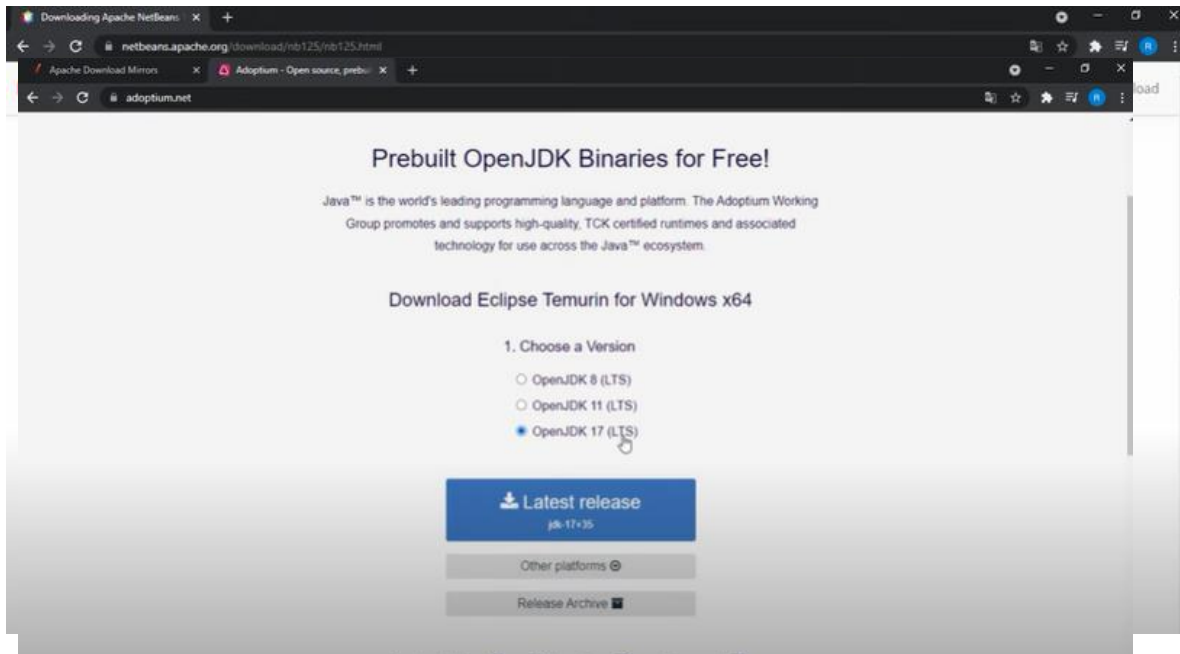 Downloading Apache NetBeans
netbeans.apache.org/download/nb125/nb125.html
Apache Download Mirrors
Adoptium - Open source, prebui
adoptium.net
load
Prebuilt OpenJDK Binaries for Free!
Java™ is the world's leading programming language and platform. The Adoptium Working
Group promotes and supports high-quality, TCK certified runtimes and associated
technology for use across the Java™ ecosystem.
Download Eclipse Temurin for Windows x64
1. Choose a Version
OpenJDK 8 (LTS)
OpenJDK 11 (LTS)
OpenJDK 17 (LTS)
Latest release
jdk-17+35
Other platforms
Release Archive